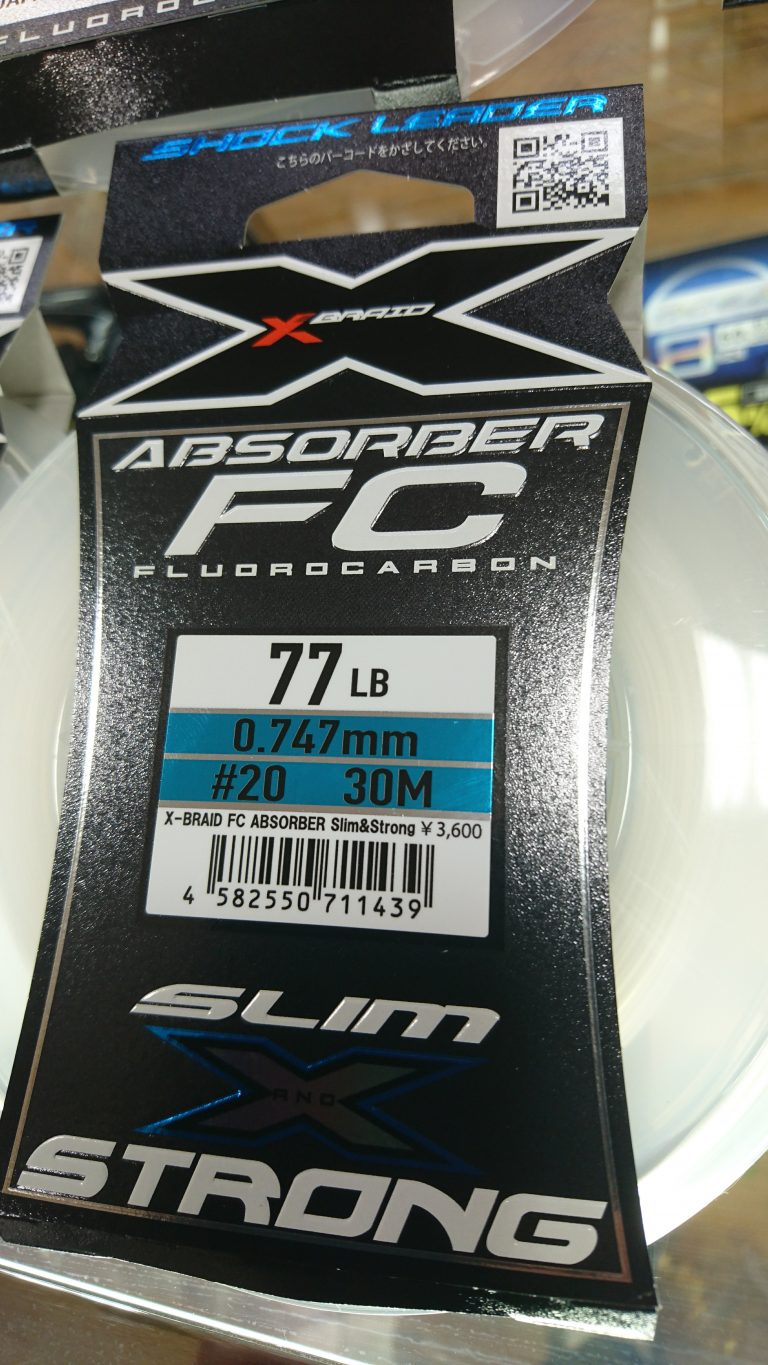 FLUOROC
SHOCK LEADER
こちらのバーコードをかざしてください。
X BRAID
ABSORBER
FC
FLUOROCARBON
77 LB
0.747mm
#20 30M
X-BRAID FC ABSORBER Slim&Strong ¥3,600
4 582550 711439
SLIM
X
AND
STRONG
8